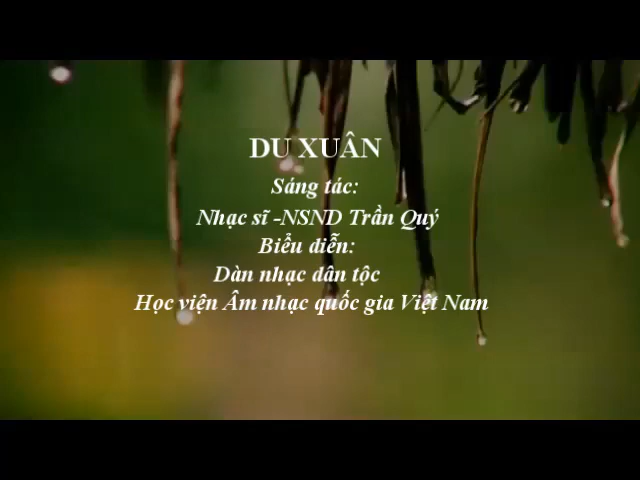 DU XUÂN
Sáng tác:
Nhạc sĩ -NSND Trần Quý
Biểu diễn:
Dàn nhạc dân tộc
Học viện Âm nhạc quốc gia Việt Nam